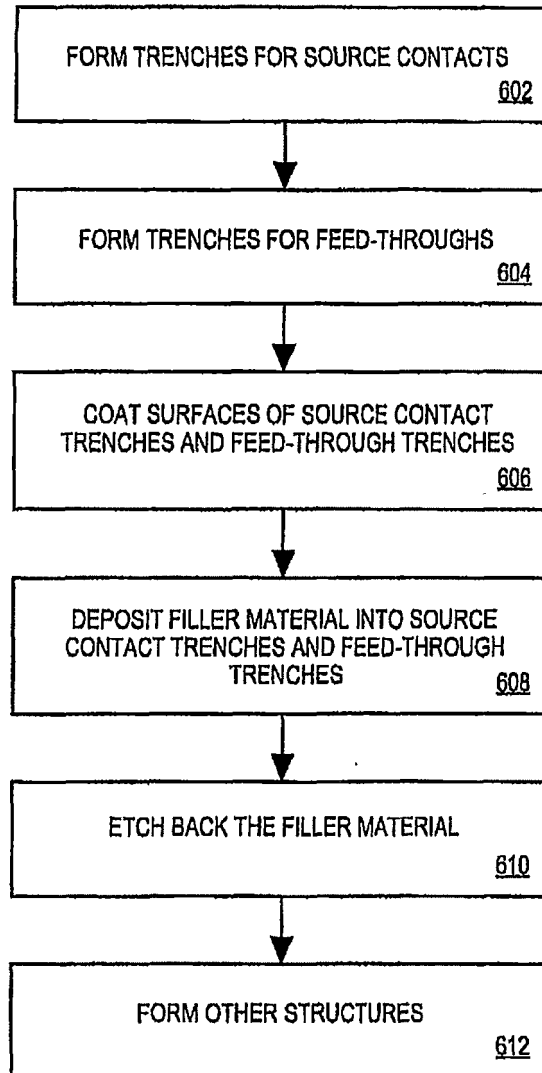 FORM TRENCHES FOR SOURCE CONTACTS
602
FORM TRENCHES FOR FEED-THROUGHS
604
COAT SURFACES OF SOURCE CONTACT
TRENCHES AND FEED-THROUGH TRENCHES
606
DEPOSIT FILLER MATERIAL INTO SOURCE
CONTACT TRENCHES AND FEED-THROUGH
TRENCHES
608
ETCH BACK THE FILLER MATERIAL
610
FORM OTHER STRUCTURES
612